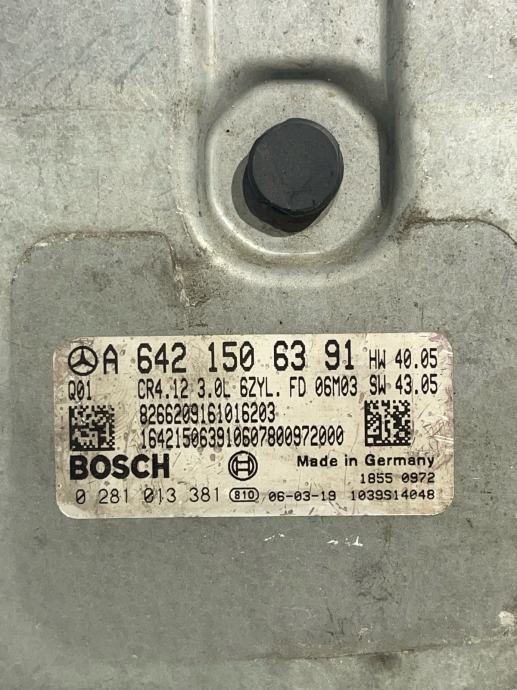 A 642 150 63 91 HW 40.05
Q01 CR4.12 3.0L 6ZYL. FD 06M03 SW 43.05
8266209161016203
164215063910607800972000
BOSCH Made in Germany
1855 0972
0 281 013 381 810 06-03-19 1039S14048